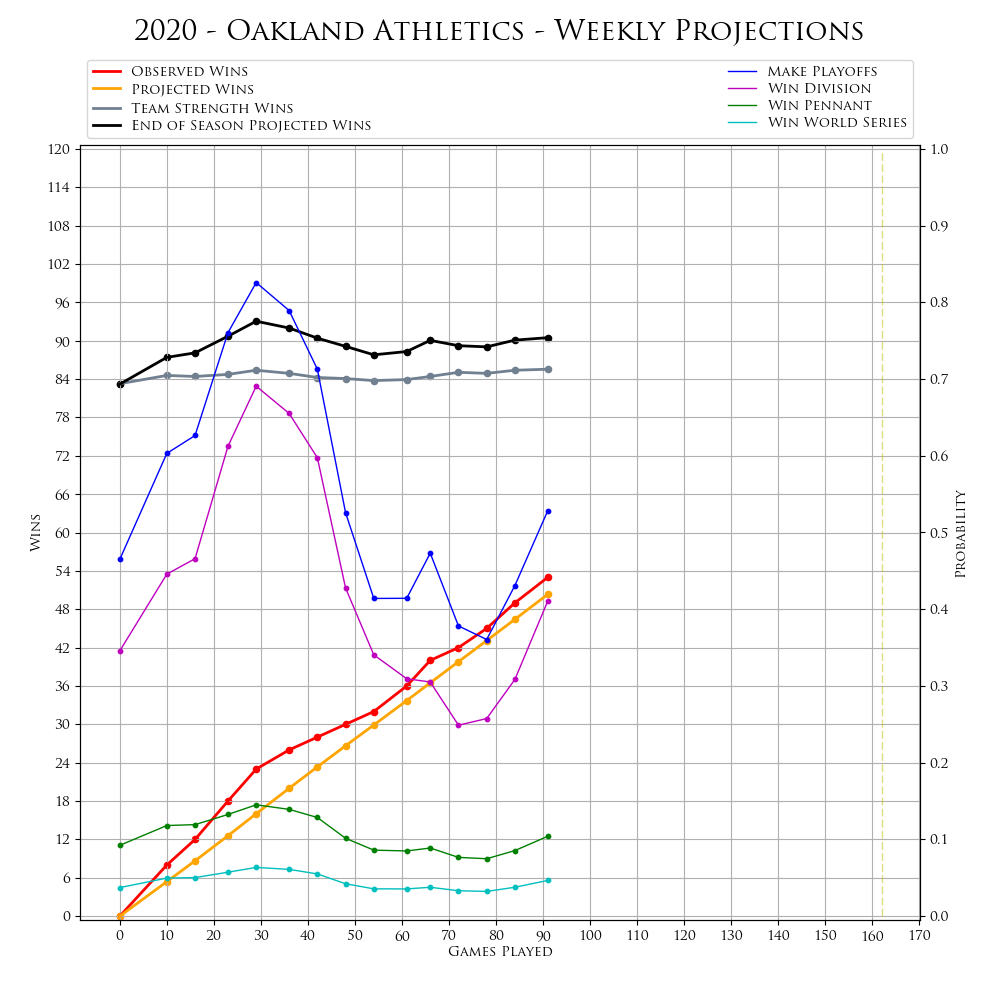 2020 - Oakland Athletics - Weekly Projections
Observed Wins
Projected Wins
Team Strength Wins
End of Season Projected Wins
Make Playoffs
Win Division
Win Pennant
Win World Series
120
114
108
102
96
90
84
78
72
66
60
54
48
42
36
30
24
18
12
6
0
Wins
1.0
0.9
0.8
0.7
0.6
0.5
0.4
0.3
0.2
0.1
0.0
Probability
0 10 20 30 40 50 60 70 80 90 100 110 120 130 140 150 160 170
Games Played